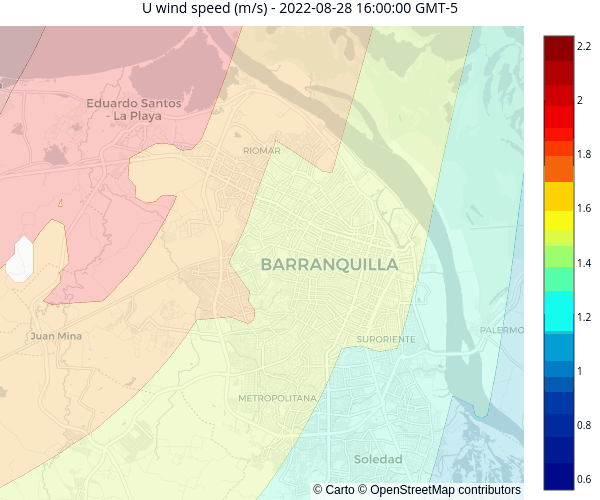 U wind speed (m/s) - 2022-08-28 16:00:00 GMT-5
2.2
Eduardo Santos
- La Playa
2
RIOMAR
1.8
1.6
BARRANQUILLA
1.4
1.2
Juan Mina
SURORIENTE
PALERMO
1
METROPOLITANA
0.8
Soledad
0.6
© Carto © OpenStreetMap contributors